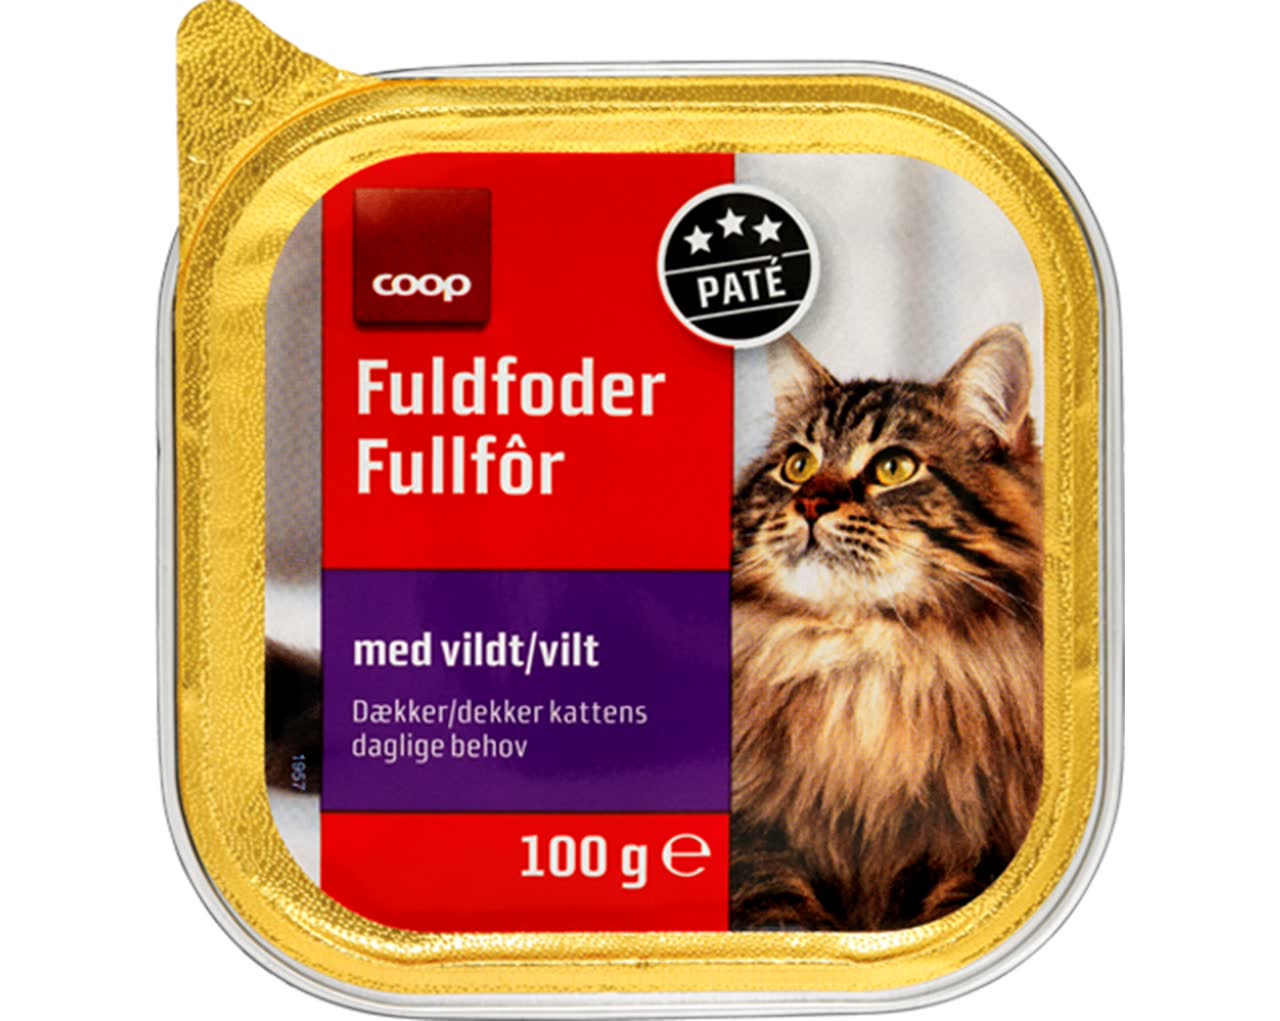 coop
PATÉ
Fuldfoder
Fullfôr
med vildt/vilt
Dækker/dekker kattens
daglige behov
1957
100 g ℮